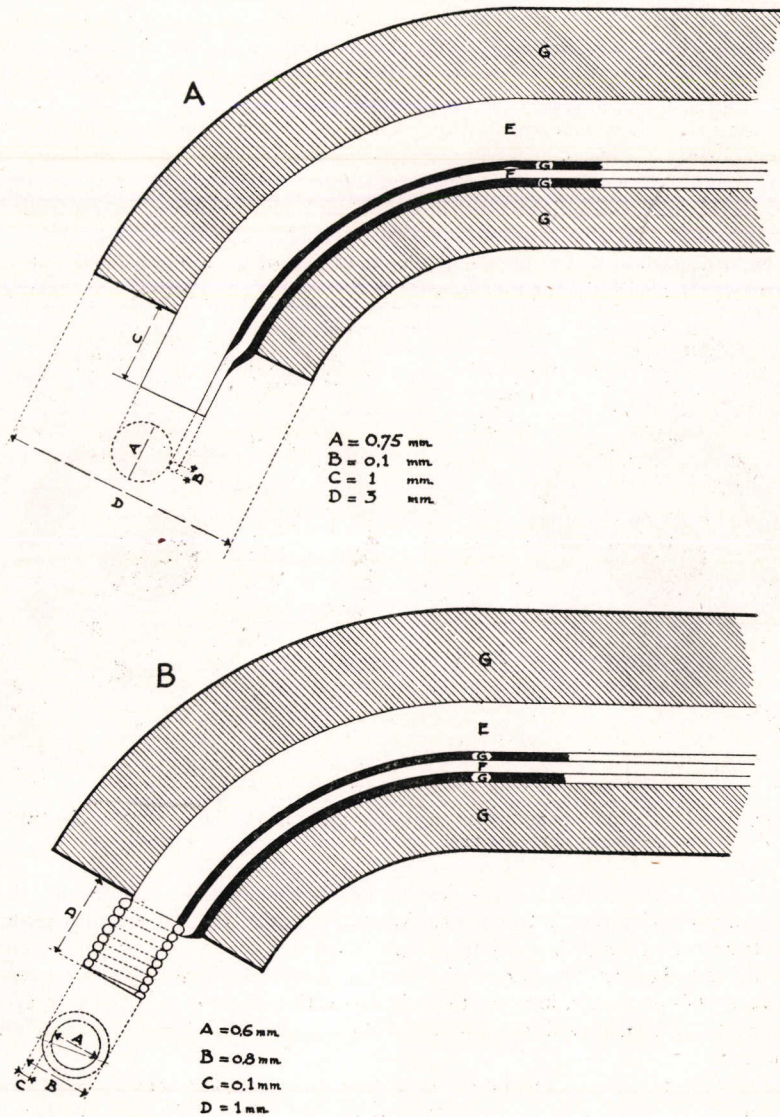 A
G
E
G
F
G
G
C
A
B
D
A = 0,75 mm.
B = 0,1 mm.
C = 1 mm.
D = 3 mm.
B
G
E
G
F
G
G
D
A
C
B
A = 0,6 mm.
B = 0,8 mm.
C = 0,1 mm.
D = 1 mm.